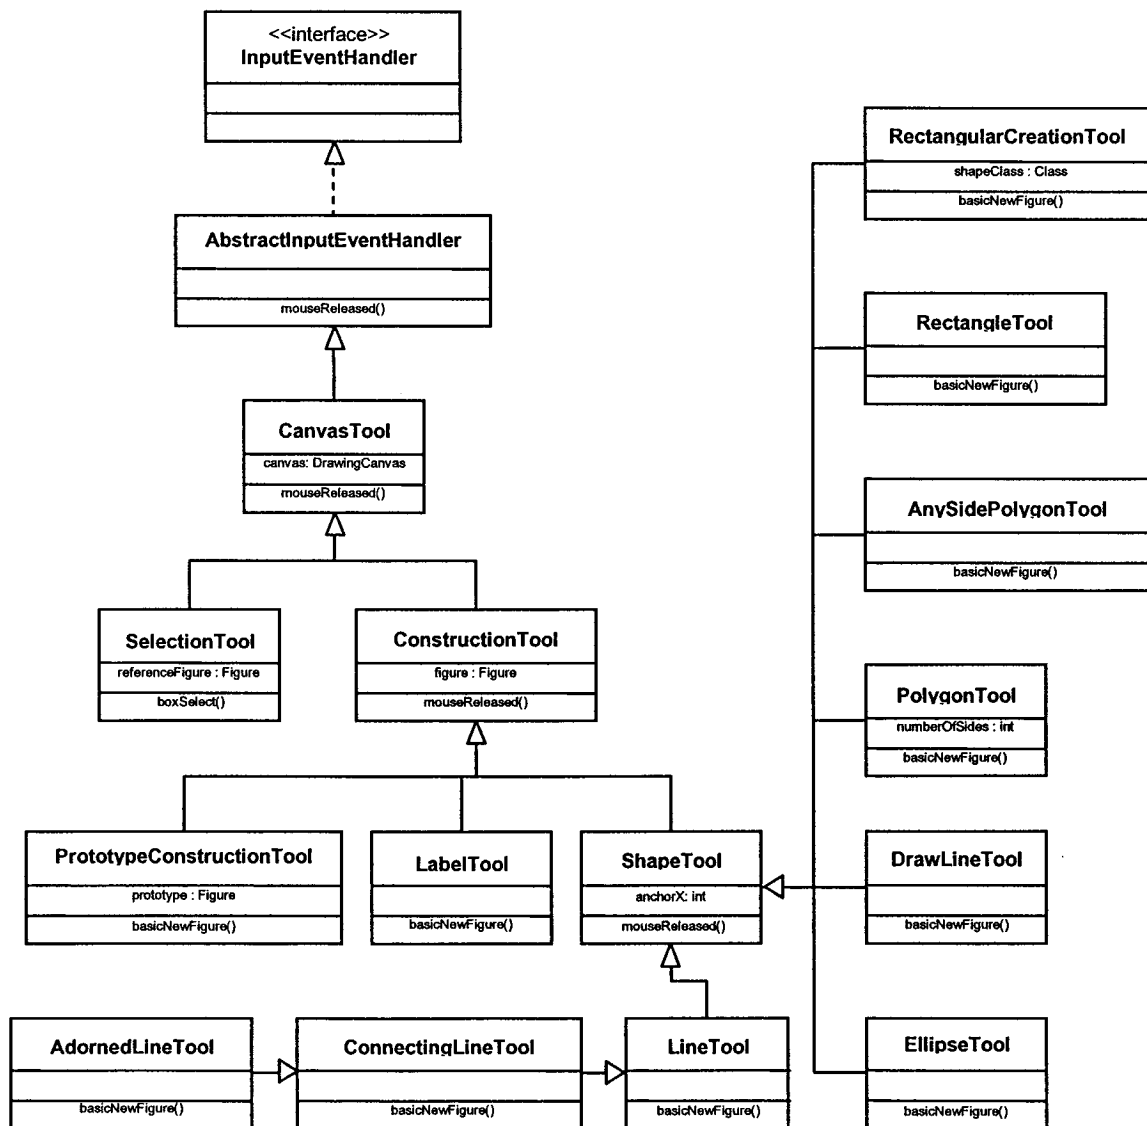 <<interface>>
InputEventHandler
AbstractInputEventHandler
mouseReleased()
CanvasTool
canvas: DrawingCanvas
mouseReleased()
SelectionTool
referenceFigure : Figure
boxSelect()
ConstructionTool
figure : Figure
mouseReleased()
PrototypeConstructionTool
prototype : Figure
basicNewFigure()
LabelTool
basicNewFigure()
ShapeTool
anchorX: int
mouseReleased()
AdornedLineTool
basicNewFigure()
ConnectingLineTool
basicNewFigure()
LineTool
basicNewFigure()
RectangularCreationTool
shapeClass : Class
basicNewFigure()
RectangleTool
basicNewFigure()
AnySidePolygonTool
basicNewFigure()
PolygonTool
numberOfSides : int
basicNewFigure()
DrawLineTool
basicNewFigure()
EllipseTool
basicNewFigure()